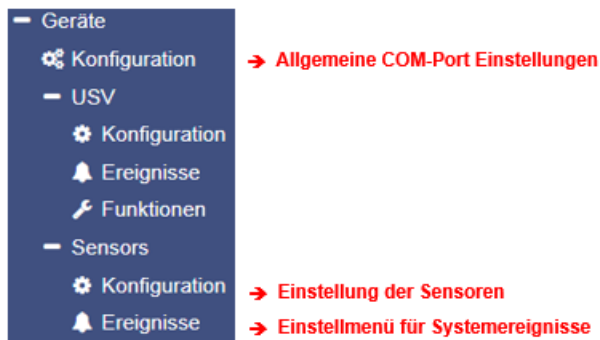 Geräte
Konfiguration → Allgemeine COM-Port Einstellungen
USV
Konfiguration
Ereignisse
Funktionen
Sensors
Konfiguration → Einstellung der Sensoren
Ereignisse → Einstellmenü für Systemereignisse